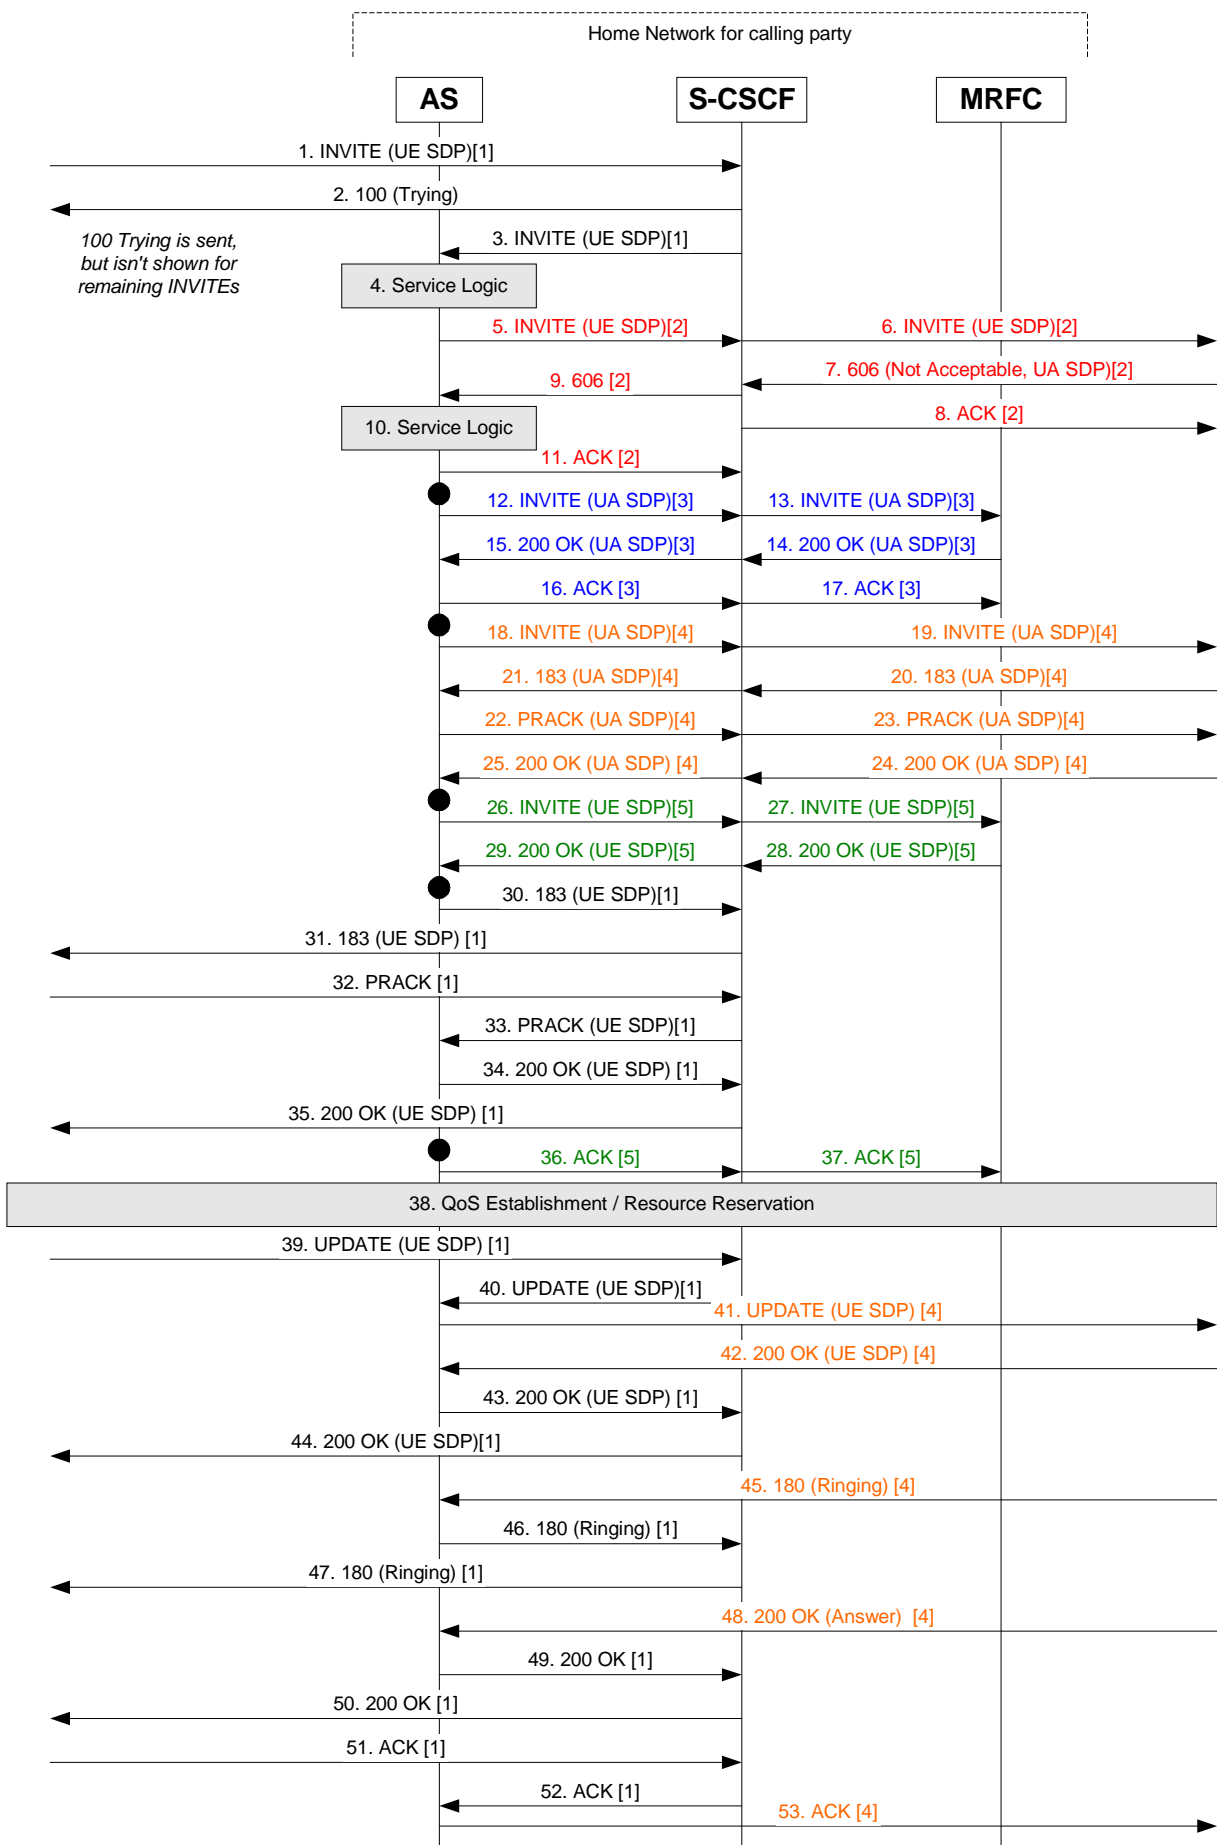 Home Network for calling party
AS
S-CSCF
MRFC
1. INVITE (UE SDP)[1]
2. 100 (Trying)
100 Trying is sent,
but isn't shown for
remaining INVITEs
3. INVITE (UE SDP)[1]
4. Service Logic
5. INVITE (UE SDP)[2]
6. INVITE (UE SDP)[2]
7. 606 (Not Acceptable, UA SDP)[2]
9. 606 [2]
8. ACK [2]
10. Service Logic
11. ACK [2]
12. INVITE (UA SDP)[3]
13. INVITE (UA SDP)[3]
15. 200 OK (UA SDP)[3]
14. 200 OK (UA SDP)[3]
16. ACK [3]
17. ACK [3]
18. INVITE (UA SDP)[4]
19. INVITE (UA SDP)[4]
21. 183 (UA SDP)[4]
20. 183 (UA SDP)[4]
22. PRACK (UA SDP)[4]
23. PRACK (UA SDP)[4]
25. 200 OK (UA SDP) [4]
24. 200 OK (UA SDP) [4]
26. INVITE (UE SDP)[5]
27. INVITE (UE SDP)[5]
29. 200 OK (UE SDP)[5]
28. 200 OK (UE SDP)[5]
30. 183 (UE SDP)[1]
31. 183 (UE SDP) [1]
32. PRACK [1]
33. PRACK (UE SDP)[1]
34. 200 OK (UE SDP) [1]
35. 200 OK (UE SDP) [1]
36. ACK [5]
37. ACK [5]
38. QoS Establishment / Resource Reservation
39. UPDATE (UE SDP) [1]
40. UPDATE (UE SDP)[1]
41. UPDATE (UE SDP) [4]
42. 200 OK (UE SDP) [4]
43. 200 OK (UE SDP) [1]
44. 200 OK (UE SDP)[1]
45. 180 (Ringing) [4]
46. 180 (Ringing) [1]
47. 180 (Ringing) [1]
48. 200 OK (Answer) [4]
49. 200 OK [1]
50. 200 OK [1]
51. ACK [1]
52. ACK [1]
53. ACK [4]